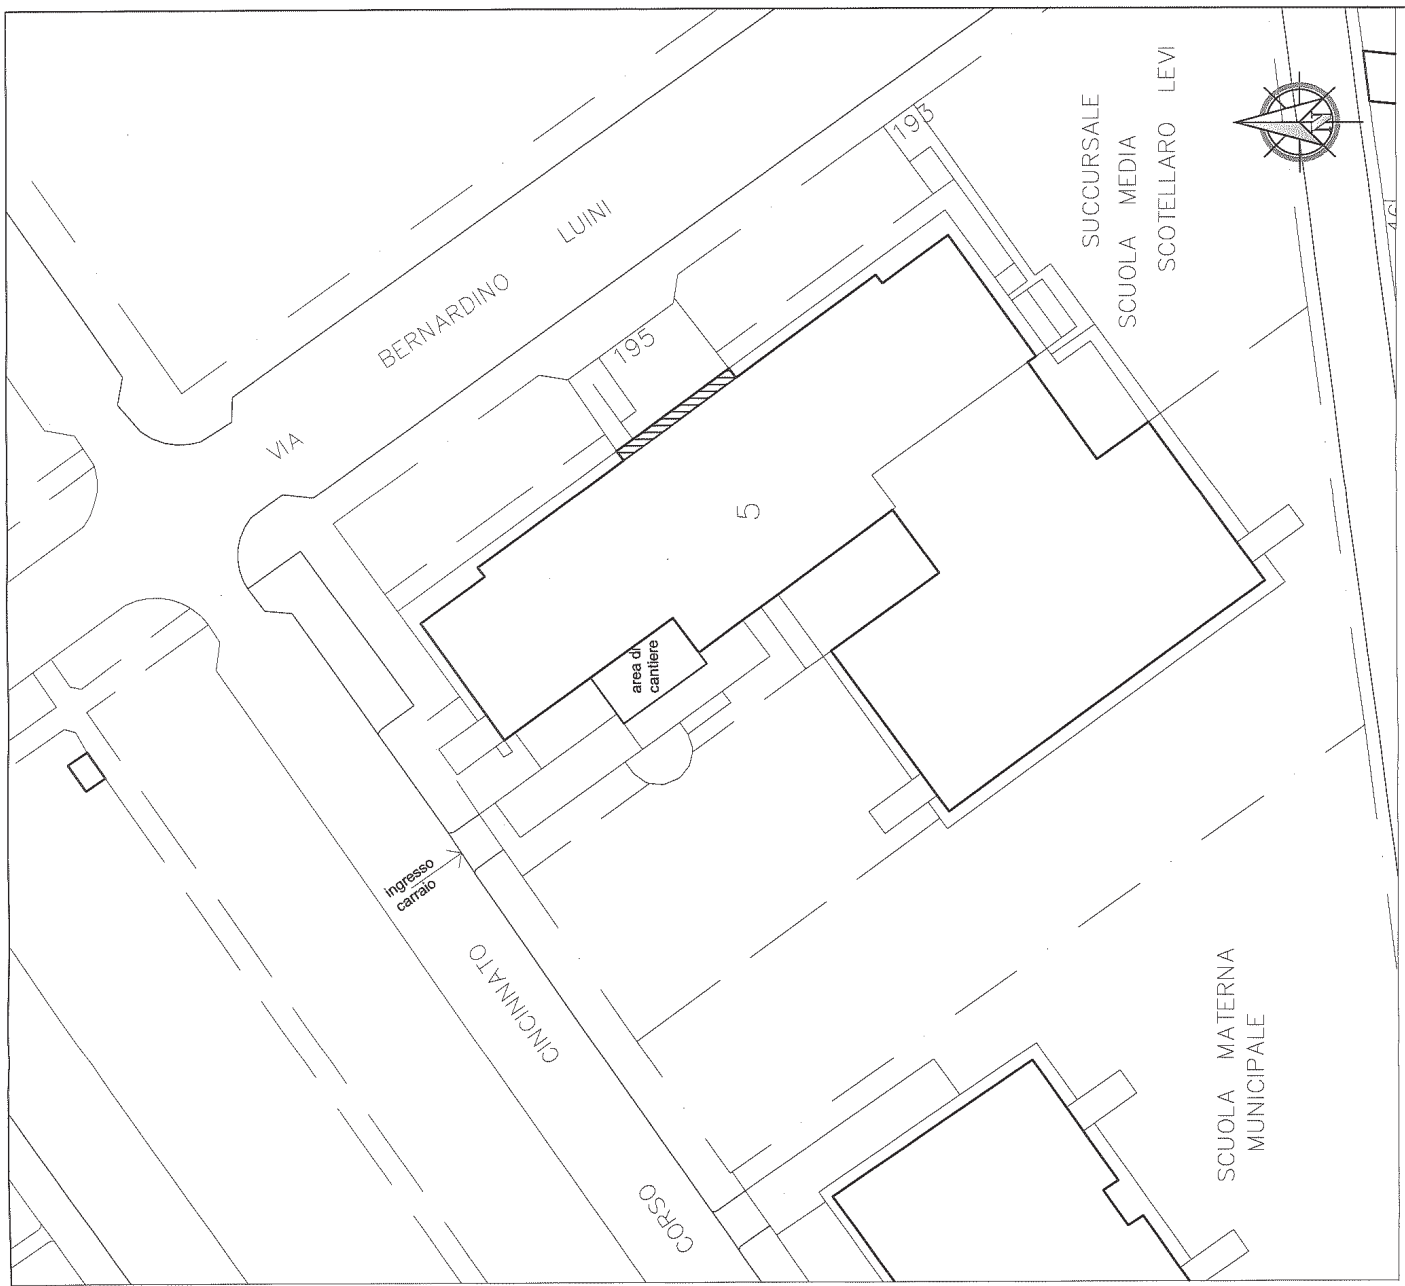 193
SUCCURSALE
SCUOLA MEDIA
SCOTELLARO LEVI
N
VIA BERNARDINO LUINI
195
5
area di
cantiere
ingresso
carraio
CORSO CINCINNATO
SCUOLA MATERNA
MUNICIPALE